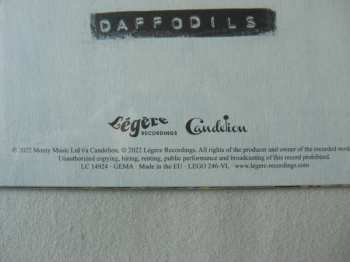 DAFFODILS
Légère
RECORDINGS
Candelion
℗ 2022 Monty Music Ltd t/a Candelion. © 2022 Légère Recordings. All rights of the producer and owner of the recorded work
Unauthorized copying, hiring, renting, public performance and broadcasting of this record prohibited.
LC 14924 · GEMA · Made in the EU · LEGO 246-VL · www.legere-recordings.com